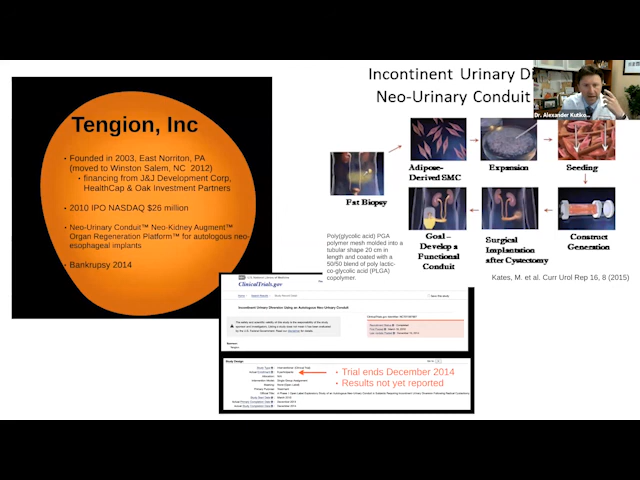 Incontinent Urinary D
Neo-Urinary Conduit
Dr. Alexander Kutiko...
Tengion, Inc
• Founded in 2003, East Norriton, PA
(moved to Winston Salem, NC 2012)
• financing from J&J Development Corp,
HealthCap & Oak Investment Partners
• 2010 IPO NASDAQ $26 million
• Neo-Urinary Conduit™ Neo-Kidney Augment™
Organ Regeneration Platform™ for autologous neo-
esophageal implants
• Bankrupsy 2014
Fat Biopsy
Adipose-
Derived SMC
Expansion
Seeding
Goal –
Develop a
Functional
Conduit
Surgical
Implantation
after Cystectomy
Construct
Generation
Poly(glycolic acid) PGA
polymer mesh molded into a
tubular shape 20 cm in
length and coated with a
50/50 blend of poly lactic-
co-glycolic acid (PLGA)
copolymer.
Kates, M. et al. Curr Urol Rep 16, 8 (2015)
ClinicalTrials.gov
Incontinent Urinary Diversion Using an Autologous Neo-Urinary Conduit
Study Design
• Trial ends December 2014
• Results not yet reported